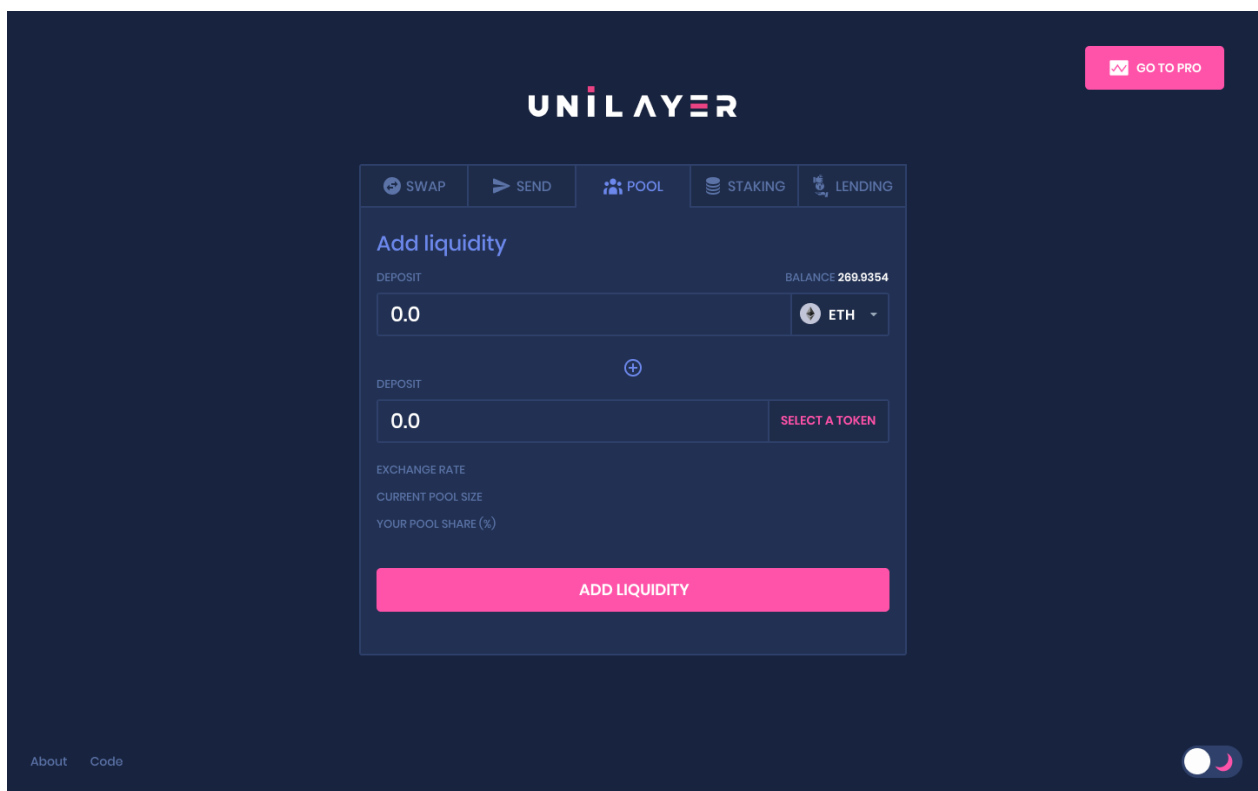 GO TO PRO
UNILAYER
SWAP SEND POOL STAKING LENDING
Add liquidity
DEPOSIT BALANCE 269.9354
0.0 ETH
DEPOSIT
0.0 SELECT A TOKEN
EXCHANGE RATE
CURRENT POOL SIZE
YOUR POOL SHARE (%)
ADD LIQUIDITY
About Code